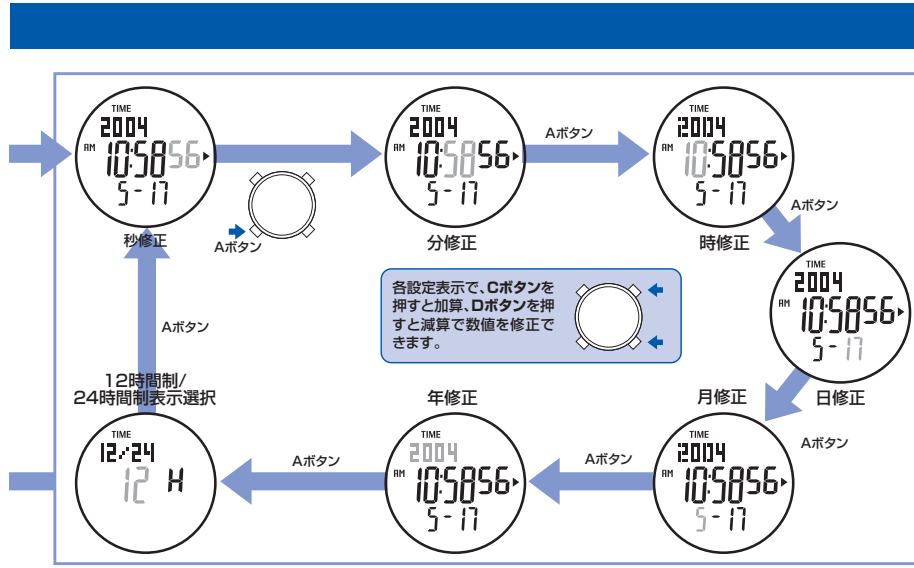 TIME
2004
AM 10:58 56
5-17
秒修正
Aボタン
TIME
2004
AM 10:58 56
5-17
分修正
Aボタン
TIME
2004
AM 10:58 56
5-17
時修正
Aボタン
TIME
2004
AM 10:58 56
5-17
日修正
Aボタン
各設定表示で、Cボタンを
押すと加算、Dボタンを押
すと減算で数値を修正で
きます。
月修正
TIME
2004
AM 10:58 56
5-17
Aボタン
年修正
TIME
2004
AM 10:58 56
5-17
Aボタン
12時間制/
24時間制表示選択
TIME
12/24
12 H
Aボタン